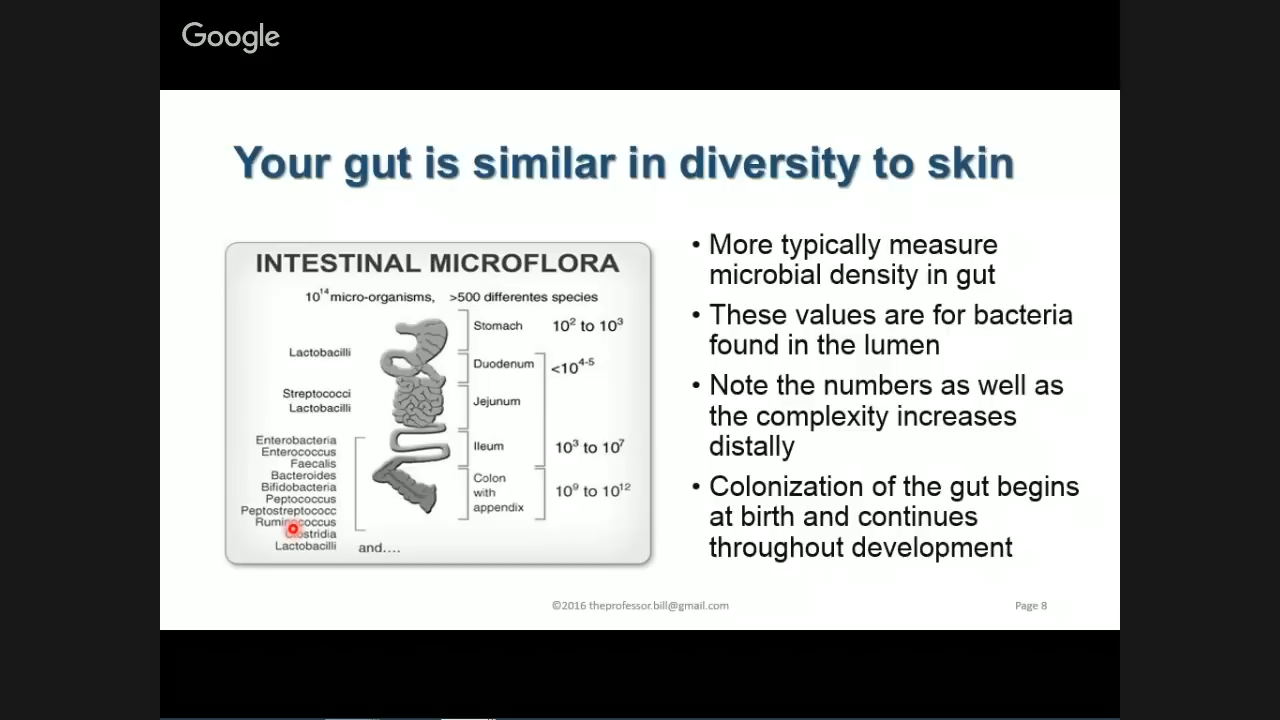 Google
Your gut is similar in diversity to skin
INTESTINAL MICROFLORA
10¹⁴ micro-organisms, >500 differentes species
Stomach 10² to 10³
Lactobacilli
Duodenum <10⁴⁻⁵
Streptococci
Lactobacilli
Jejunum
Enterobacteria
Enterococcus
Faecalis
Bacteroides
Bifidobacteria
Peptococcus
Peptostreptococc
Ruminococcus
Clostridia
Lactobacilli
Ileum 10³ to 10⁷
Colon
with
appendix
10⁹ to 10¹²
and....
• More typically measure
microbial density in gut
• These values are for bacteria
found in the lumen
• Note the numbers as well as
the complexity increases
distally
• Colonization of the gut begins
at birth and continues
throughout development
©2016 theprofessor.bill@gmail.com
Page 8